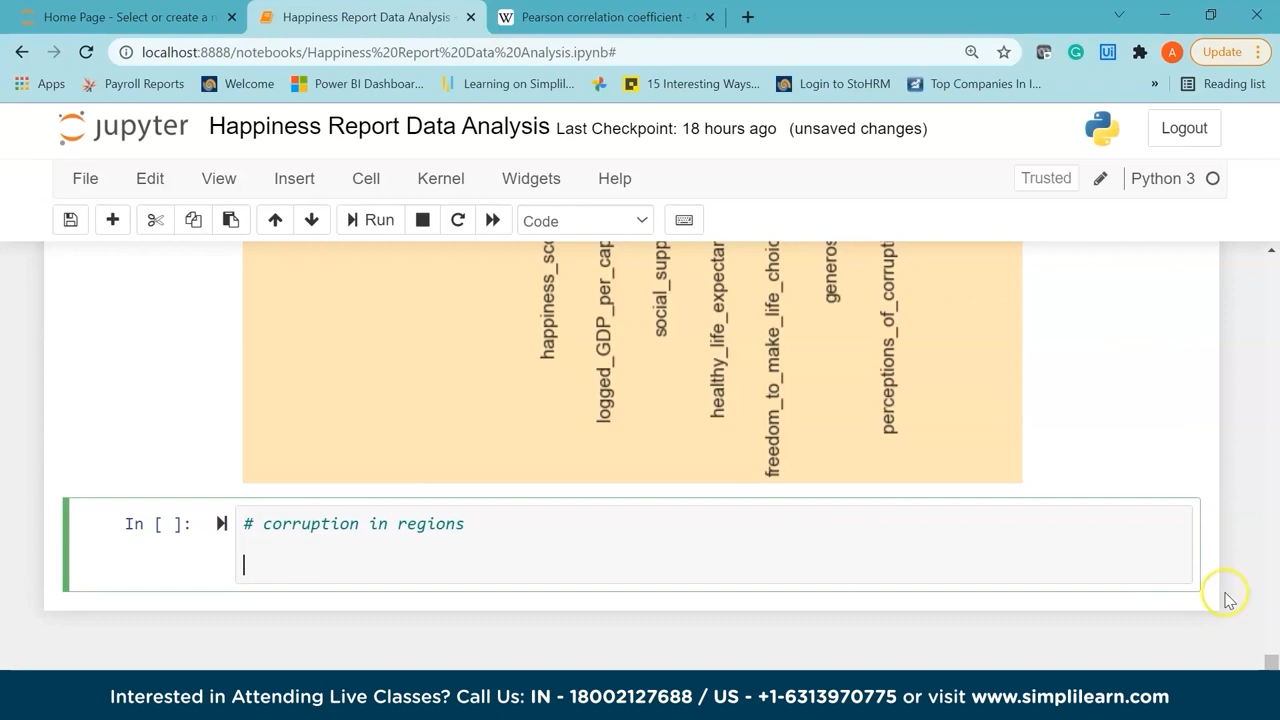 Home Page - Select or create a n
Happiness Report Data Analysis -
Pearson correlation coefficient -
localhost:8888/notebooks/Happiness%20Report%20Data%20Analysis.ipynb#
Ui
A
Update
Apps
Payroll Reports
Welcome
Power BI Dashboar...
Learning on Simplil...
15 Interesting Ways...
Login to StoHRM
Top Companies In I...
»
Reading list
jupyter
Happiness Report Data Analysis Last Checkpoint: 18 hours ago (unsaved changes)
Logout
File
Edit
View
Insert
Cell
Kernel
Widgets
Help
Trusted
Python 3
Run
Code
happiness_sco
logged_GDP_per_cap
social_supp
healthy_life_expectan
freedom_to_make_life_choic
generos
perceptions_of_corrupti
In [ ]:
# corruption in regions
Interested in Attending Live Classes? Call Us: IN - 18002127688 / US - +1-6313970775 or visit www.simplilearn.com